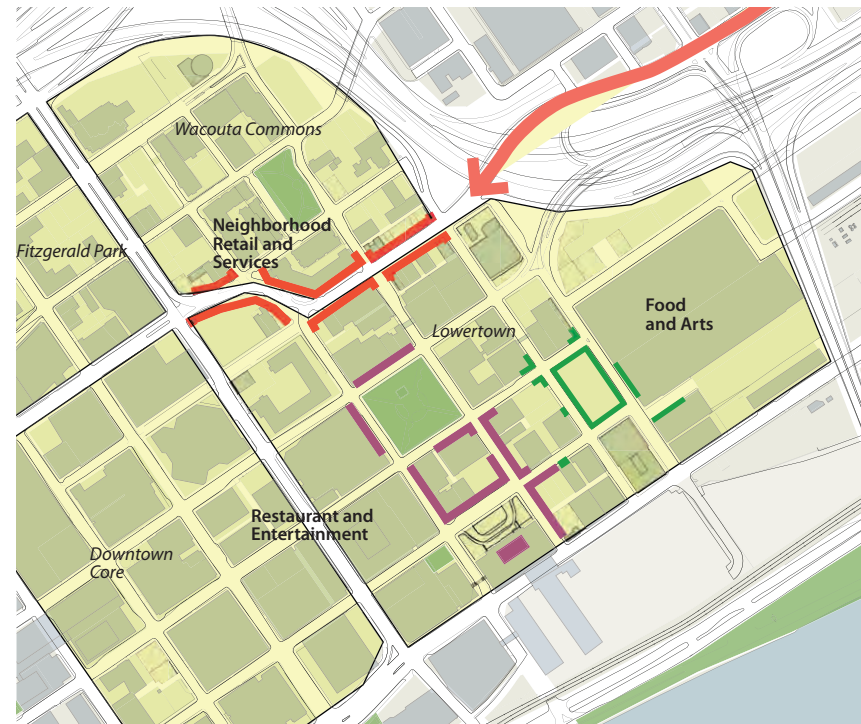 Wacouta Commons
Neighborhood
Retail and
Services
Fitzgerald Park
Food
and Arts
Lowertown
Restaurant and
Entertainment
Downtown
Core